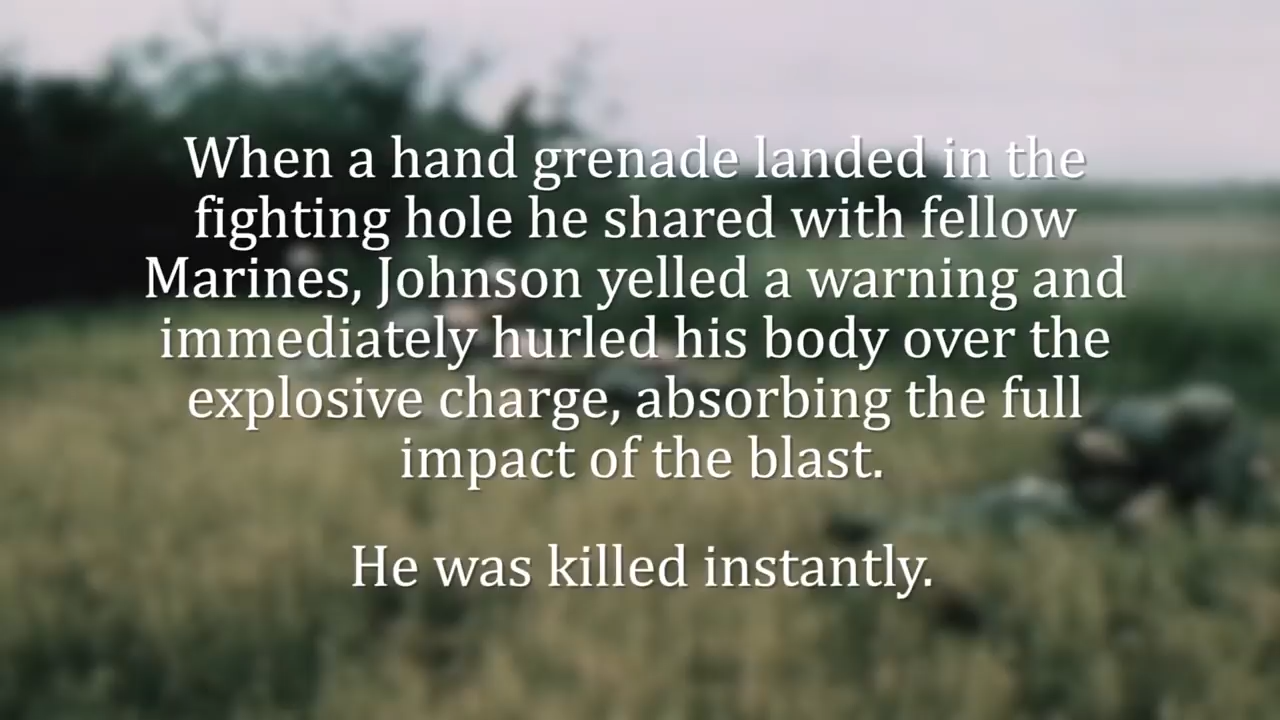 When a hand grenade landed in the
fighting hole he shared with fellow
Marines, Johnson yelled a warning and
immediately hurled his body over the
explosive charge, absorbing the full
impact of the blast.
He was killed instantly.